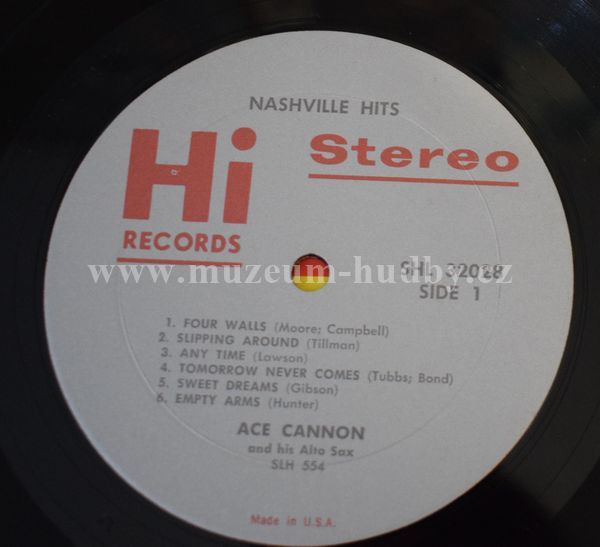 NASHVILLE HITS
Hi Stereo
RECORDS
SHL 32028
www.muzeum-hudby.cz
SIDE 1
1. FOUR WALLS (Moore; Campbell)
2. SLIPPING AROUND (Tillman)
3. ANY TIME (Lawson)
4. TOMORROW NEVER COMES (Tubbs; Bond)
5. SWEET DREAMS (Gibson)
6. EMPTY ARMS (Hunter)
ACE CANNON
and his Alto Sax
SLH 554
Made in U.S.A.